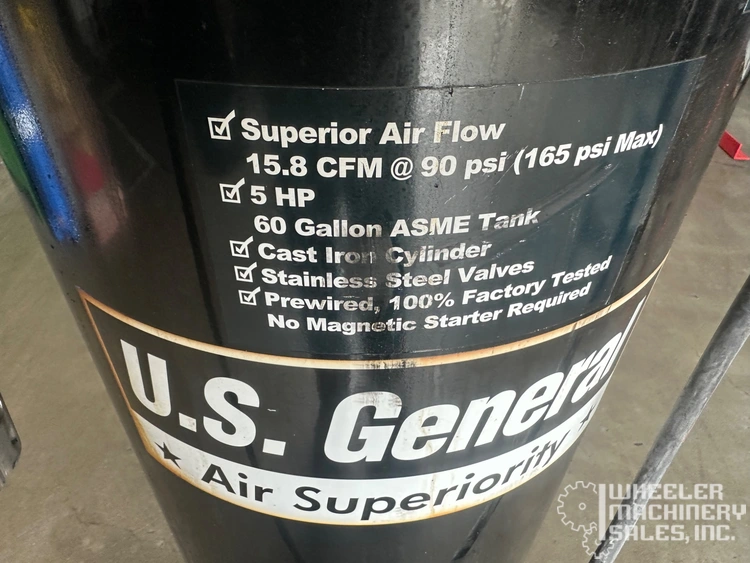 ☑ Superior Air Flow
15.8 CFM @ 90 psi (165 psi Max)
☑ 5 HP
60 Gallon ASME Tank
☑ Cast Iron Cylinder
☑ Stainless Steel Valves
☑ Prewired, 100% Factory Tested
No Magnetic Starter Required
U.S. General
★ Air Superiority
WHEELER
MACHINERY
SALES, INC.